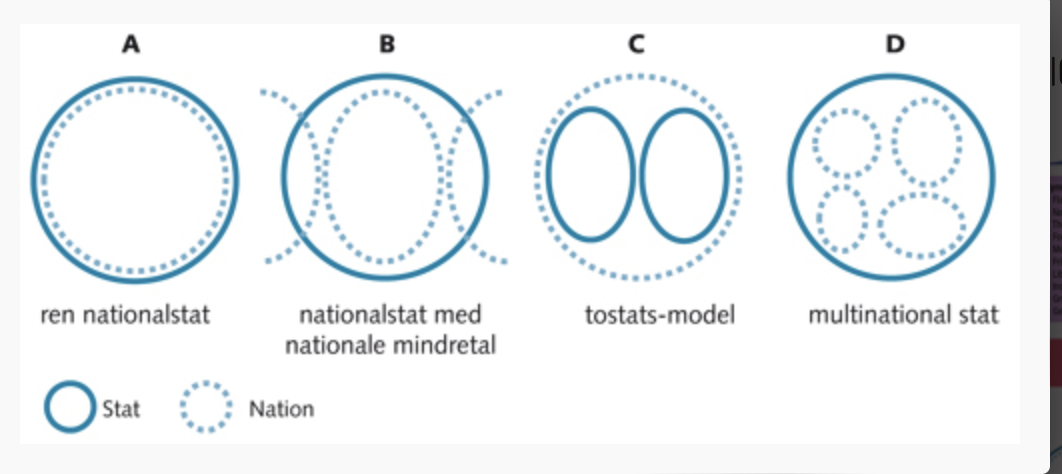 A B C D
ren nationalstat
nationalstat med
nationale mindretal
tostats-model
multinational stat
Stat
Nation